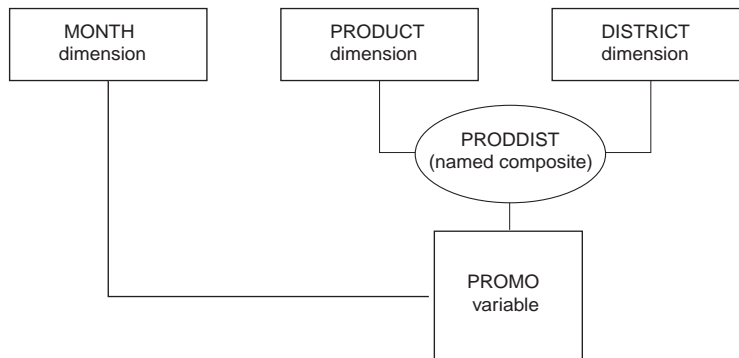 MONTH
dimension
PRODUCT
dimension
DISTRICT
dimension
PRODDIST
(named composite)
PROMO
variable